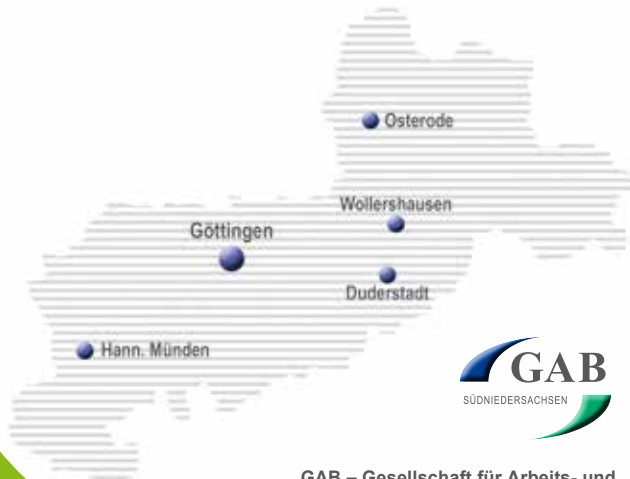 Osterode
Wollershausen
Göttingen
Duderstadt
Hann. Münden
GAB
SÜDNIEDERSACHSEN
GAB – Gesellschaft für Arbeits- und